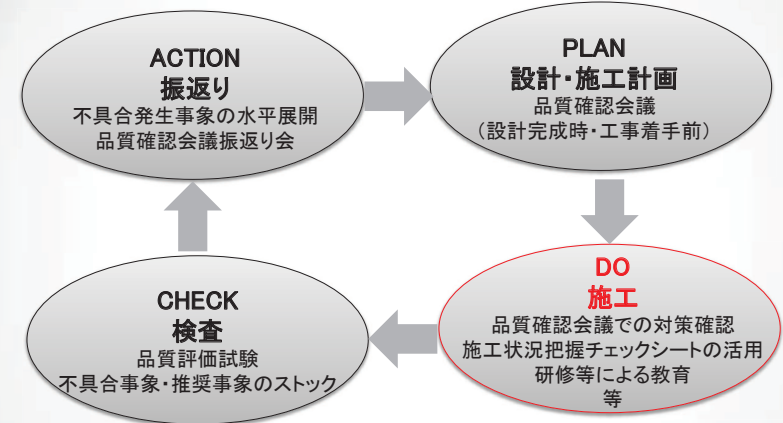 ACTION
振返り
不具合発生事象の水平展開
品質確認会議振返り会
PLAN
設計・施工計画
品質確認会議
（設計完成時・工事着手前）
CHECK
検査
品質評価試験
不具合事象・推奨事象のストック
DO
施工
品質確認会議での対策確認
施工状況把握チェックシートの活用
研修等による教育
等